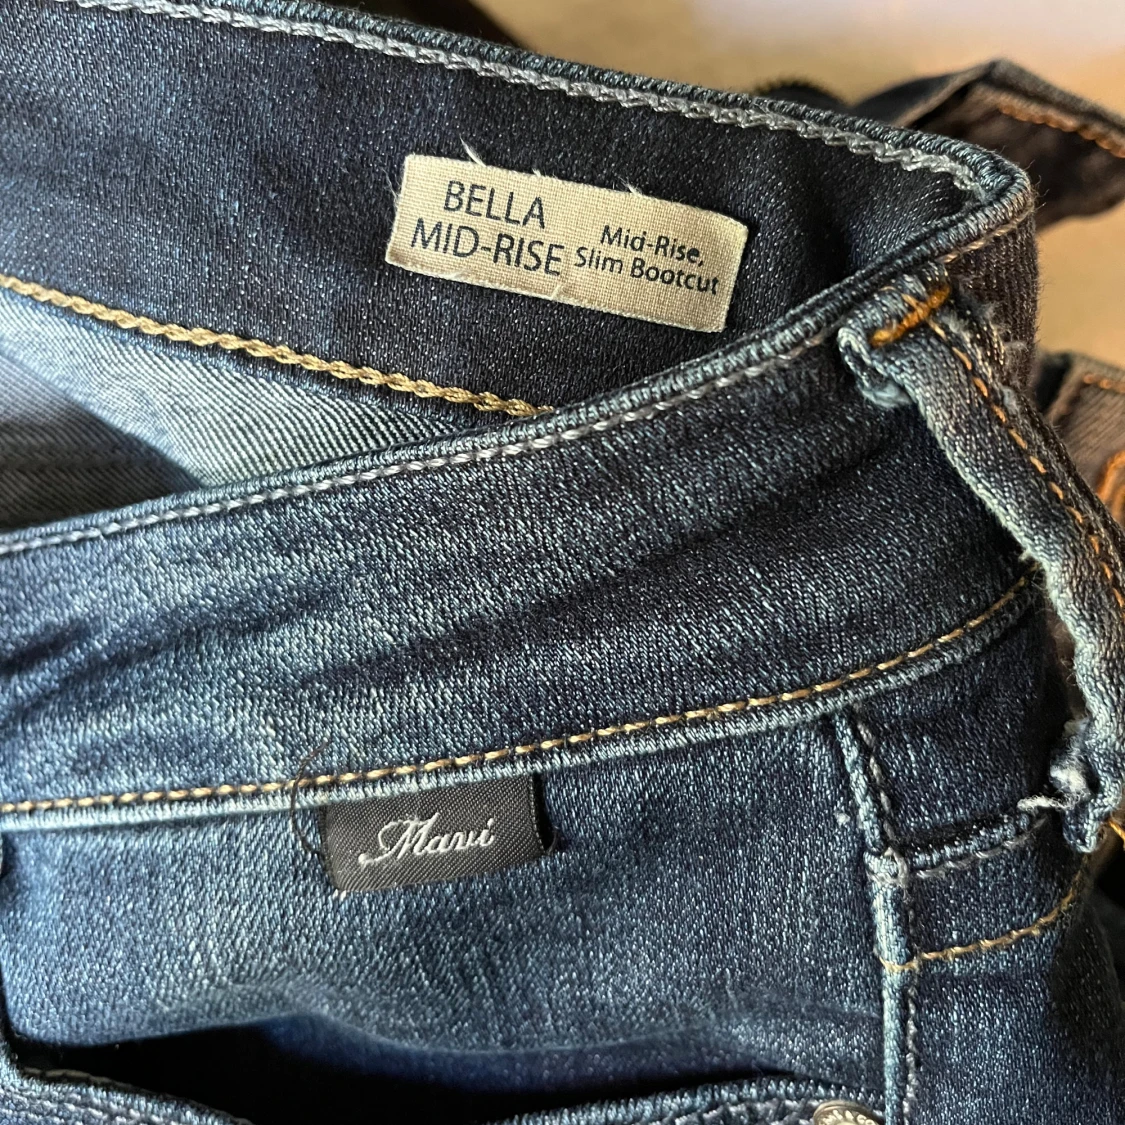 BELLA
MID-RISE
Mid-Rise,
Slim Bootcut
Mavi